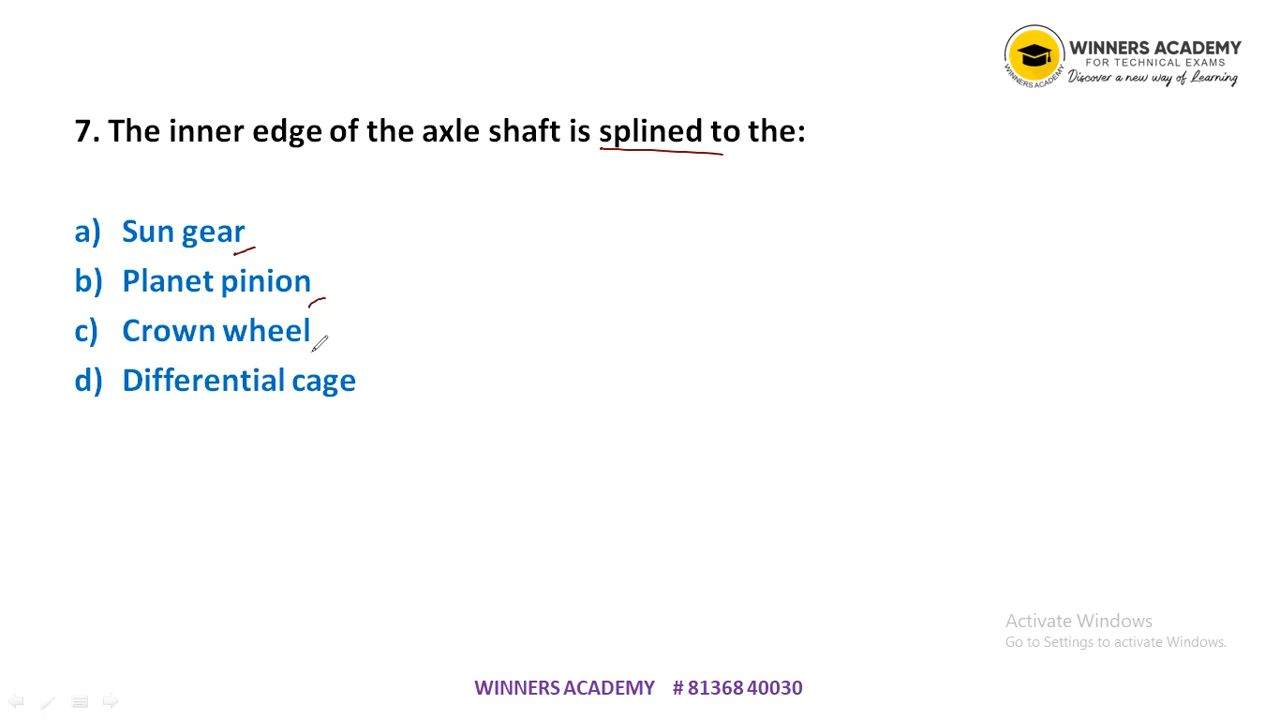 WINNERS ACADEMY
FOR TECHNICAL EXAMS
Discover a new way of Learning
WINNERS ACADEMY
7. The inner edge of the axle shaft is splined to the:
a) Sun gear
b) Planet pinion
c) Crown wheel
d) Differential cage
Activate Windows
Go to Settings to activate Windows.
WINNERS ACADEMY # 81368 40030